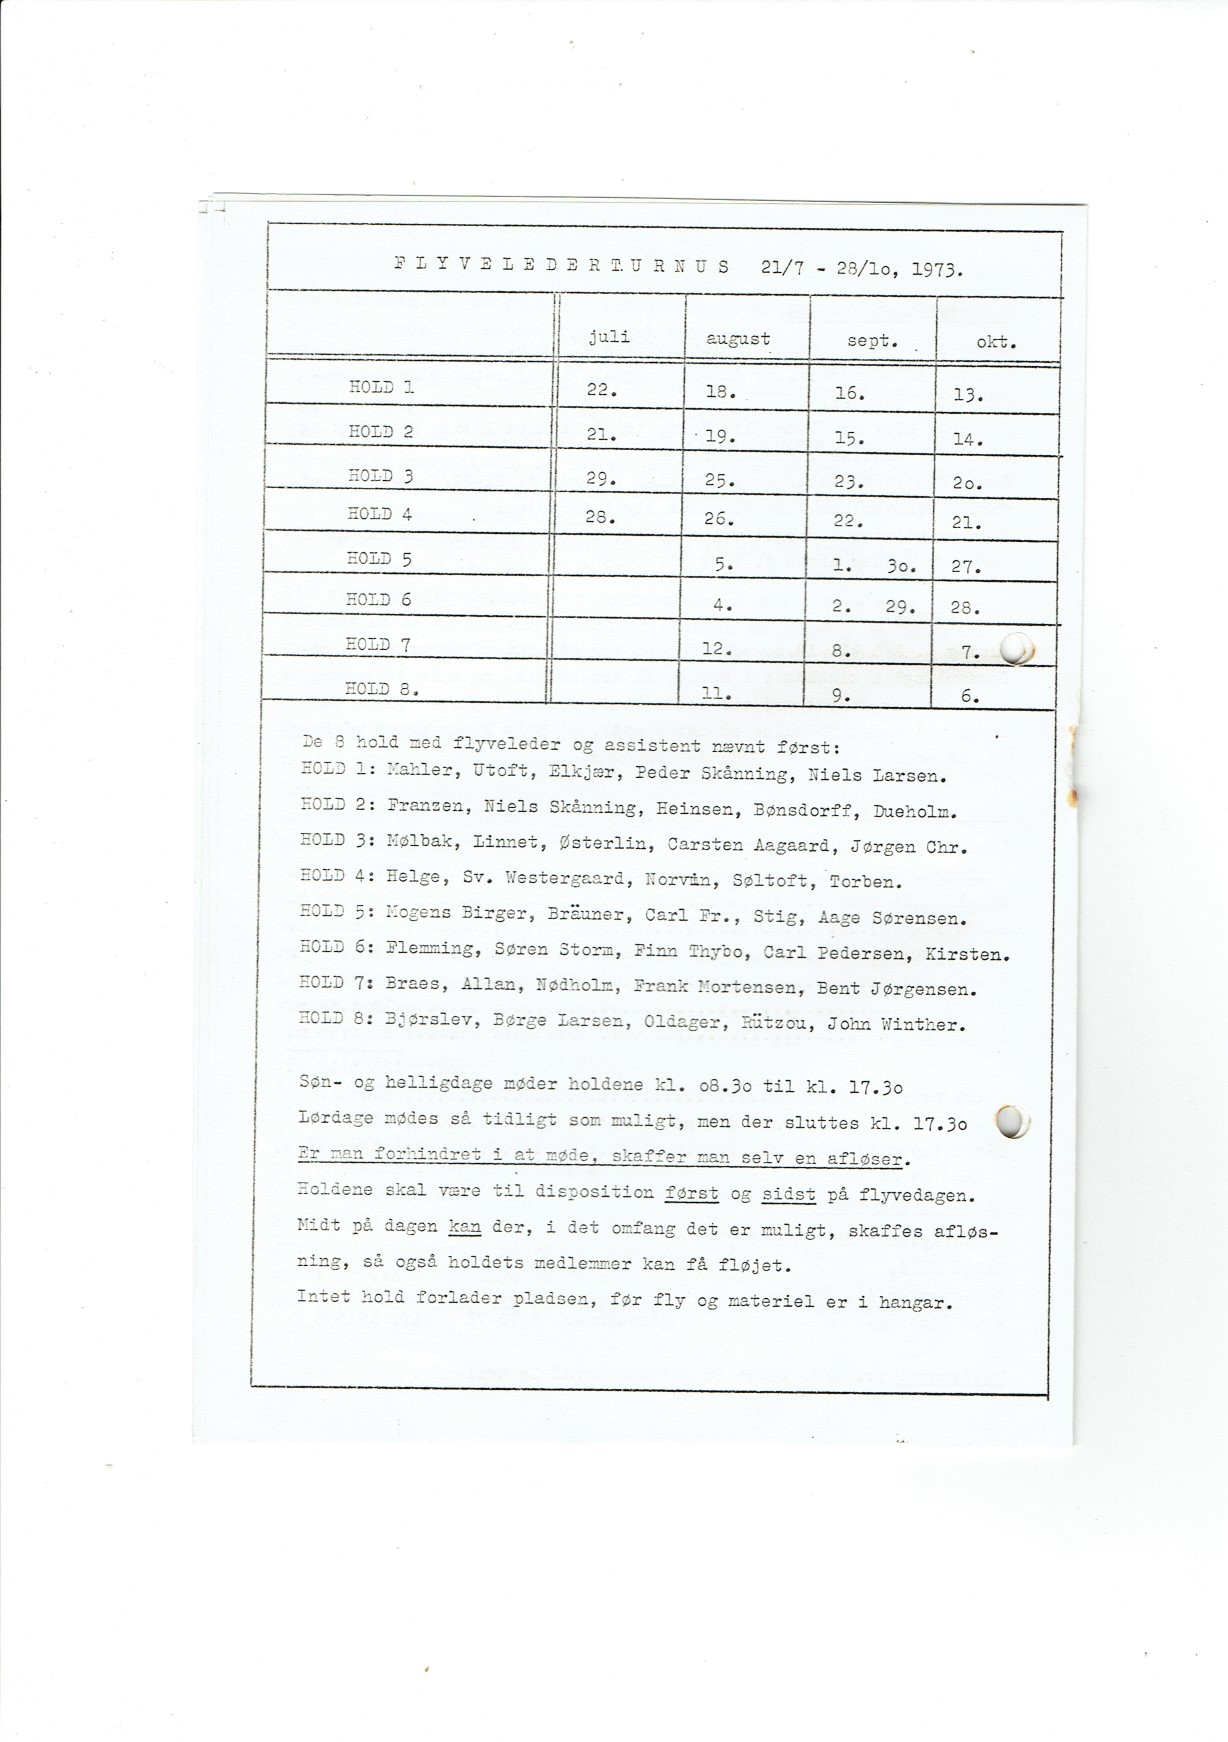 FLYVELEDERTURNUS 21/7 - 28/1o, 1973.
juli august sept. okt.
HOLD 1 22. 18. 16. 13.
HOLD 2 21. 19. 15. 14.
HOLD 3 29. 25. 23. 2o.
HOLD 4 28. 26. 22. 21.
HOLD 5 5. 1. 3o. 27.
HOLD 6 4. 2. 29. 28.
HOLD 7 12. 8. 7.
HOLD 8. 11. 9. 6.
De 8 hold med flyveleder og assistent nævnt først:
HOLD 1: Mahler, Utoft, Elkjær, Peder Skånning, Niels Larsen.
HOLD 2: Franzen, Niels Skånning, Heinsen, Bønsdorff, Dueholm.
HOLD 3: Mølbak, Linnet, Østerlin, Carsten Aagaard, Jørgen Chr.
HOLD 4: Helge, Sv. Westergaard, Norvin, Søltoft, Torben.
HOLD 5: Mogens Birger, Bräuner, Carl Fr., Stig, Aage Sørensen.
HOLD 6: Flemming, Søren Storm, Finn Thybo, Carl Pedersen, Kirsten.
HOLD 7: Braes, Allan, Nødholm, Frank Mortensen, Bent Jørgensen.
HOLD 8: Bjørslev, Børge Larsen, Oldager, Rützou, John Winther.
Søn- og helligdage møder holdene kl. o8.3o til kl. 17.3o
Lørdage mødes så tidligt som muligt, men der sluttes kl. 17.3o
Er man forhindret i at møde, skaffer man selv en afløser.
Holdene skal være til disposition først og sidst på flyvedagen.
Midt på dagen kan der, i det omfang det er muligt, skaffes afløs-
ning, så også holdets medlemmer kan få fløjet.
Intet hold forlader pladsen, før fly og materiel er i hangar.